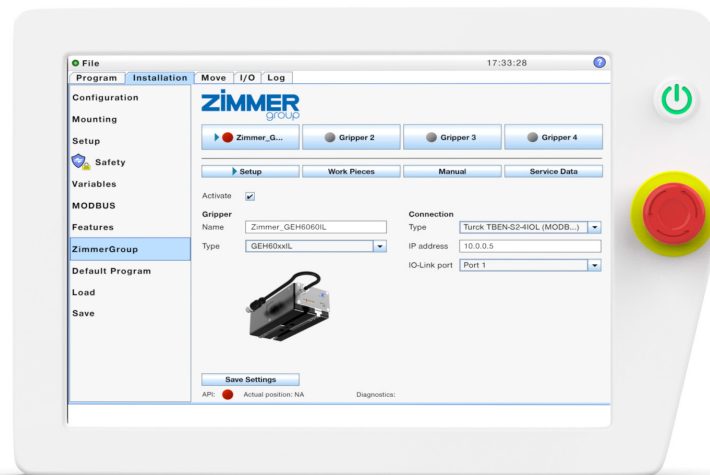 File 17:33:28 ?
Program Installation Move I/O Log
Configuration
Mounting
Setup
Safety
Variables
MODBUS
Features
ZimmerGroup
Default Program
Load
Save
ZİMMER
group
Zimmer_G... Gripper 2 Gripper 3 Gripper 4
Setup Work Pieces Manual Service Data
Activate
Gripper Connection
Name Zimmer_GEH6060IL Type Turck TBEN-S2-4IOL (MODB...)
Type GEH60xxIL IP address 10.0.0.5
IO-Link port Port 1
Save Settings
API: Actual position: NA Diagnostics: